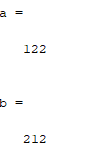 a =
122
b =
212